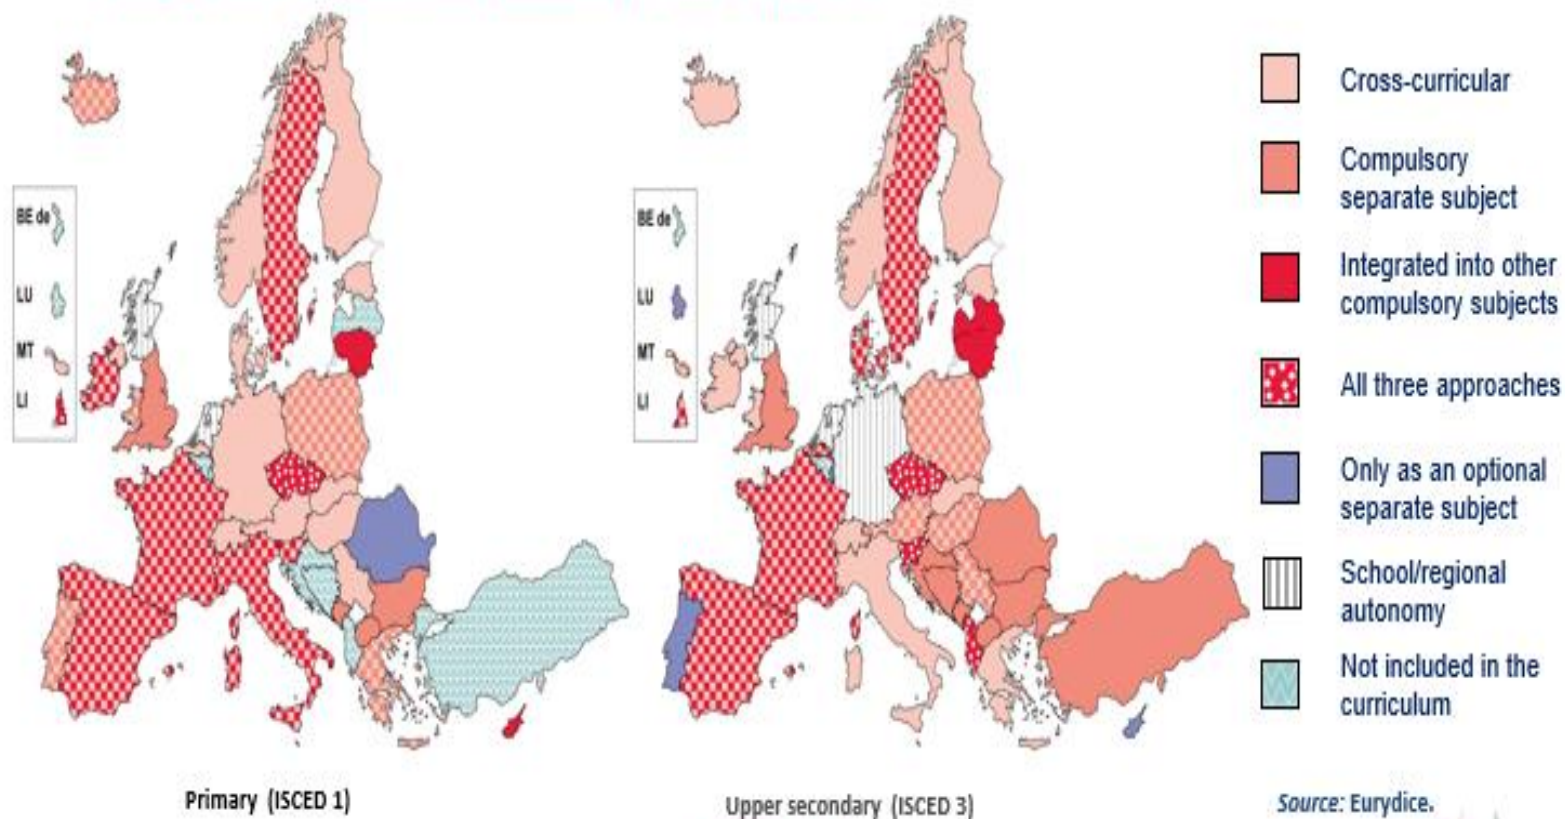 BE de
LU
MT
LI
Primary (ISCED 1)
BE de
LU
MT
LI
Upper secondary (ISCED 3)
Cross-curricular
Compulsory
separate subject
Integrated into other
compulsory subjects
All three approaches
Only as an optional
separate subject
School/regional
autonomy
Not included in the
curriculum
Source: Eurydice.